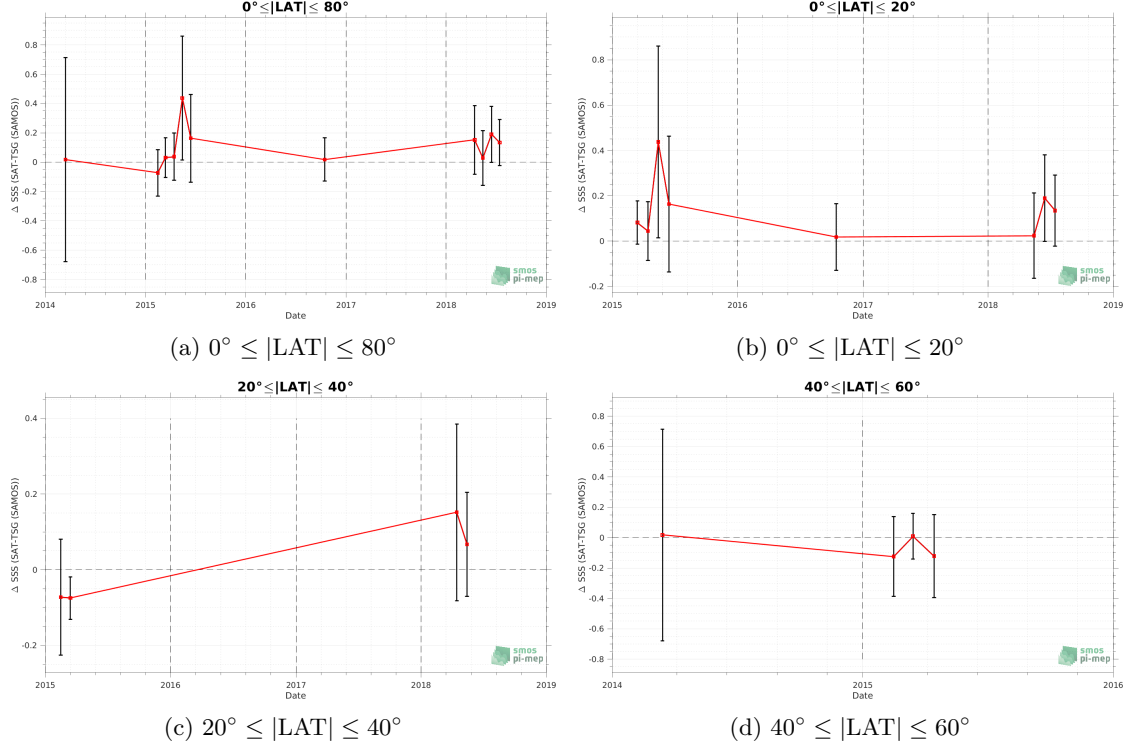 0°≤|LAT|≤ 80°
Δ SSS (SAT-TSG (SAMOS))
0.8
0.6
0.4
0.2
0
-0.2
-0.4
-0.6
-0.8
2014
2015
2016
2017
2018
2019
Date
smos
pi-mep
(a) 0° ≤ |LAT| ≤ 80°
0°≤|LAT|≤ 20°
Δ SSS (SAT-TSG (SAMOS))
0.8
0.6
0.4
0.2
0
-0.2
2015
2016
2017
2018
2019
Date
smos
pi-mep
(b) 0° ≤ |LAT| ≤ 20°
20°≤|LAT|≤ 40°
Δ SSS (SAT-TSG (SAMOS))
0.4
0.2
0
-0.2
2015
2016
2017
2018
2019
Date
smos
pi-mep
(c) 20° ≤ |LAT| ≤ 40°
40°≤|LAT|≤ 60°
Δ SSS (SAT-TSG (SAMOS))
0.8
0.6
0.4
0.2
0
-0.2
-0.4
-0.6
-0.8
2014
2015
2016
Date
smos
pi-mep
(d) 40° ≤ |LAT| ≤ 60°